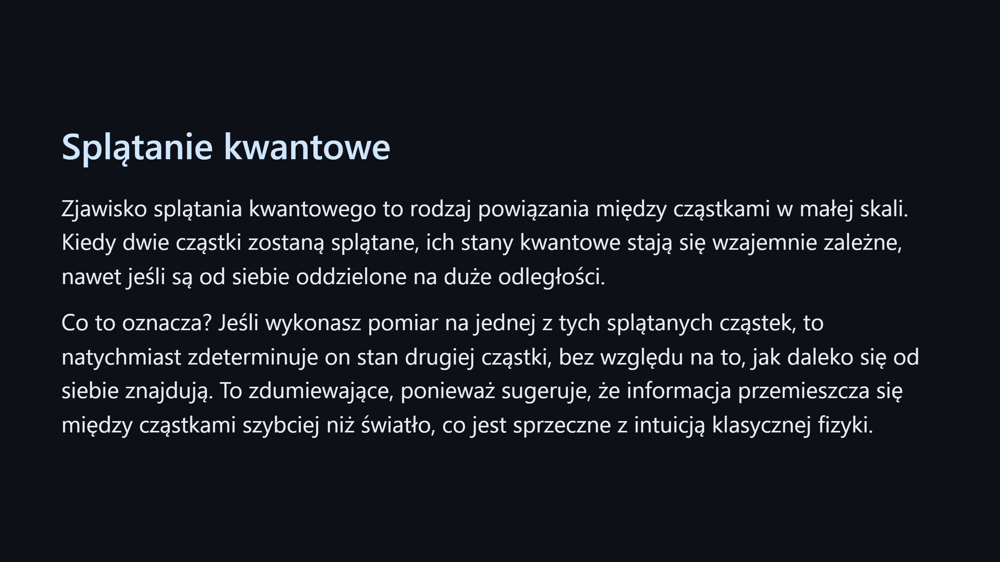 Splątanie kwantowe
Zjawisko splątania kwantowego to rodzaj powiązania między cząstkami w małej skali.
Kiedy dwie cząstki zostaną splątane, ich stany kwantowe stają się wzajemnie zależne,
nawet jeśli są od siebie oddzielone na duże odległości.
Co to oznacza? Jeśli wykonasz pomiar na jednej z tych splątanych cząstek, to
natychmiast zdeterminuje on stan drugiej cząstki, bez względu na to, jak daleko się od
siebie znajdują. To zdumiewające, ponieważ sugeruje, że informacja przemieszcza się
między cząstkami szybciej niż światło, co jest sprzeczne z intuicją klasycznej fizyki.